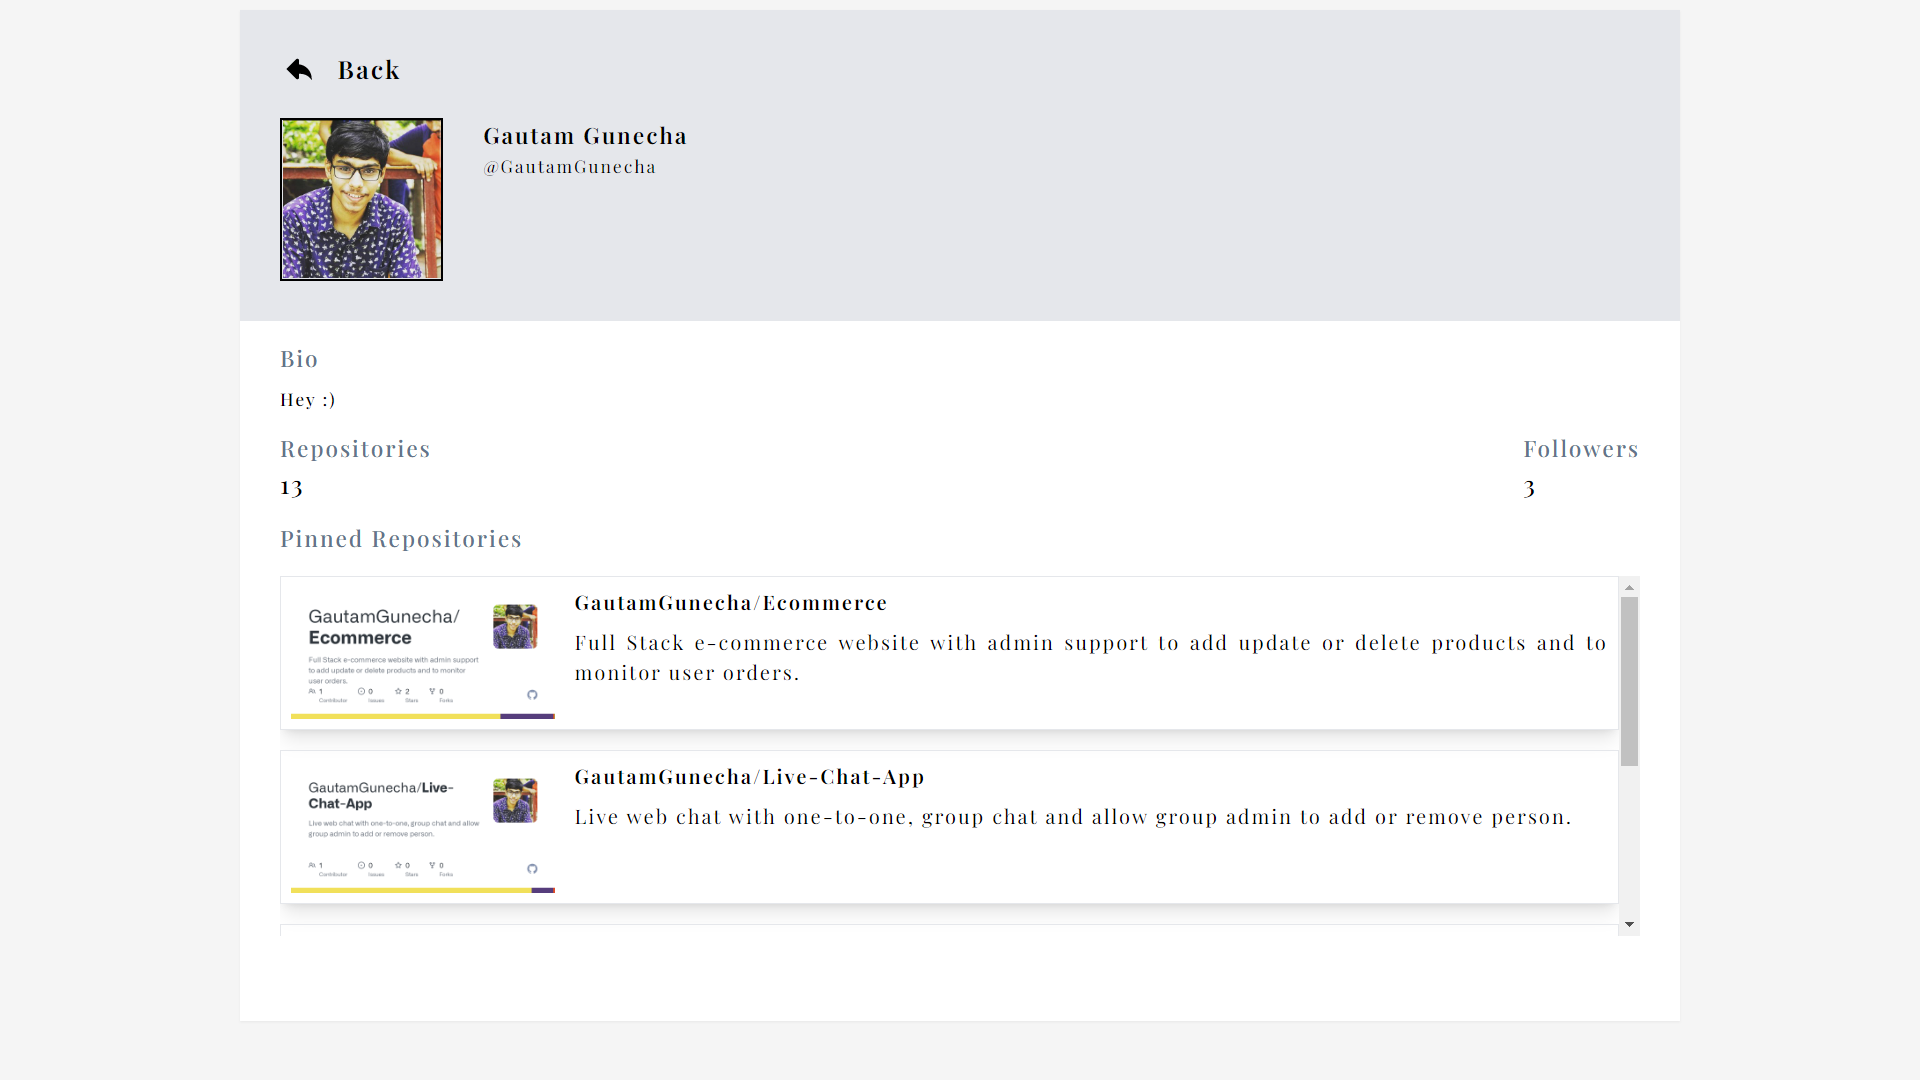 Back
Gautam Gunecha
@GautamGunecha
Bio
Hey :)
Repositories
Followers
13
3
Pinned Repositories
GautamGunecha/
Ecommerce
Full Stack e-commerce website with admin support
to add update or delete products and to monitor
user orders.
1 0 2 0
Contributor Issues Stars Forks
GautamGunecha/Ecommerce
Full Stack e-commerce website with admin support to add update or delete products and to
monitor user orders.
GautamGunecha/Live-
Chat-App
Live web chat with one-to-one, group chat and allow
group admin to add or remove person.
1 0 0 0
Contributor Issues Stars Forks
GautamGunecha/Live-Chat-App
Live web chat with one-to-one, group chat and allow group admin to add or remove person.